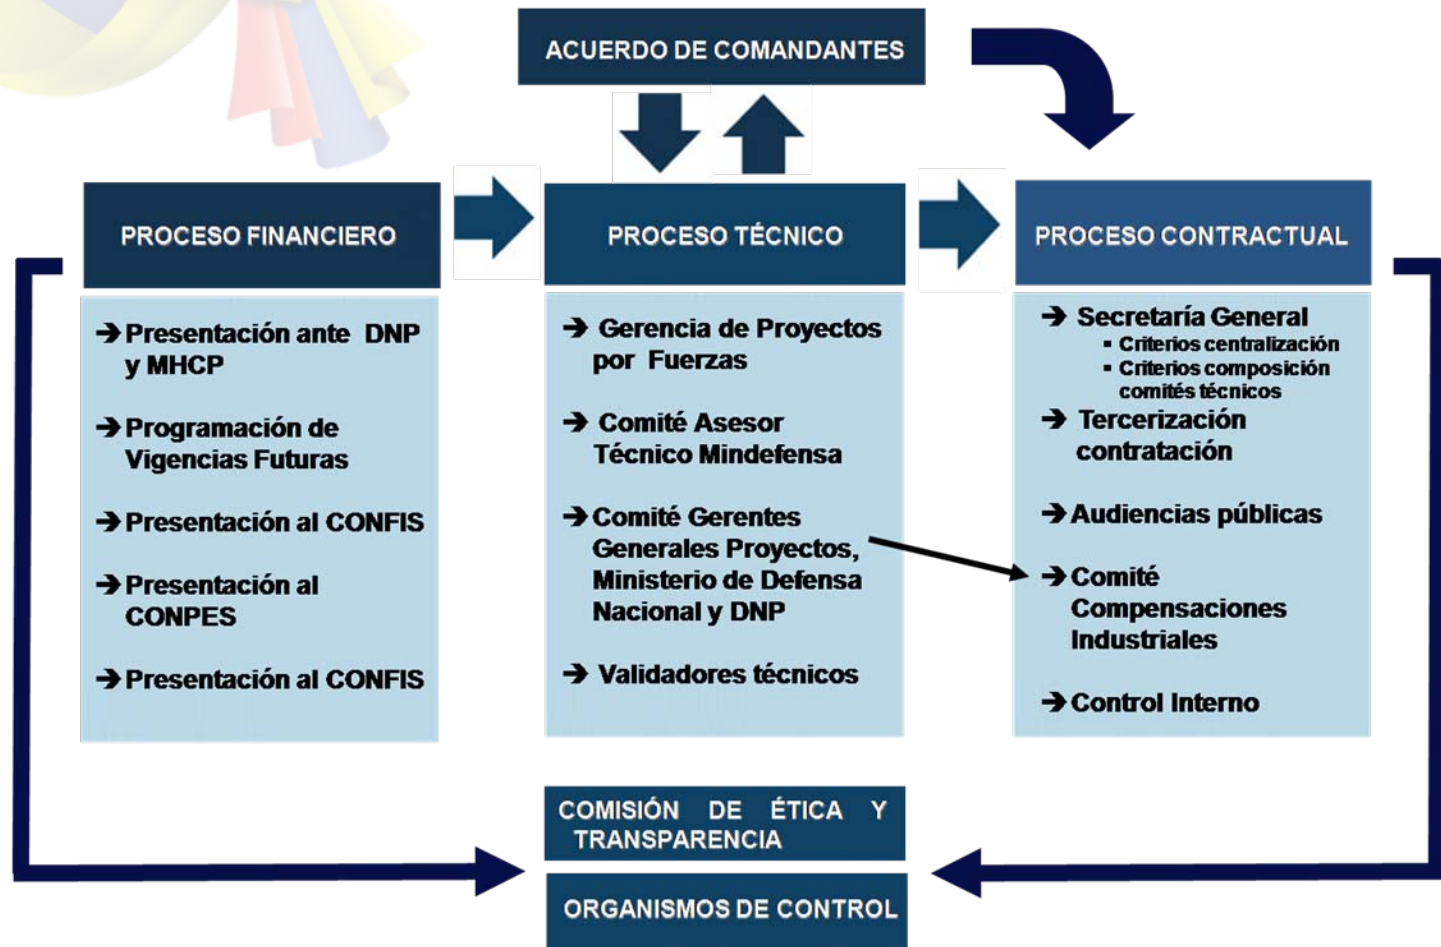 ACUERDO DE COMANDANTES
PROCESO FINANCIERO
➔ Presentación ante DNP
y MHCP
➔ Programación de
Vigencias Futuras
➔ Presentación al CONFIS
➔ Presentación al
CONPES
➔ Presentación al CONFIS
PROCESO TÉCNICO
➔ Gerencia de Proyectos
por Fuerzas
➔ Comité Asesor
Técnico Mindefensa
➔ Comité Gerentes
Generales Proyectos,
Ministerio de Defensa
Nacional y DNP
➔ Validadores técnicos
PROCESO CONTRACTUAL
➔ Secretaría General
▪ Criterios centralización
▪ Criterios composición
comités técnicos
➔ Tercerización
contratación
➔ Audiencias públicas
➔ Comité
Compensaciones
Industriales
➔ Control Interno
COMISIÓN DE ÉTICA Y
TRANSPARENCIA
ORGANISMOS DE CONTROL